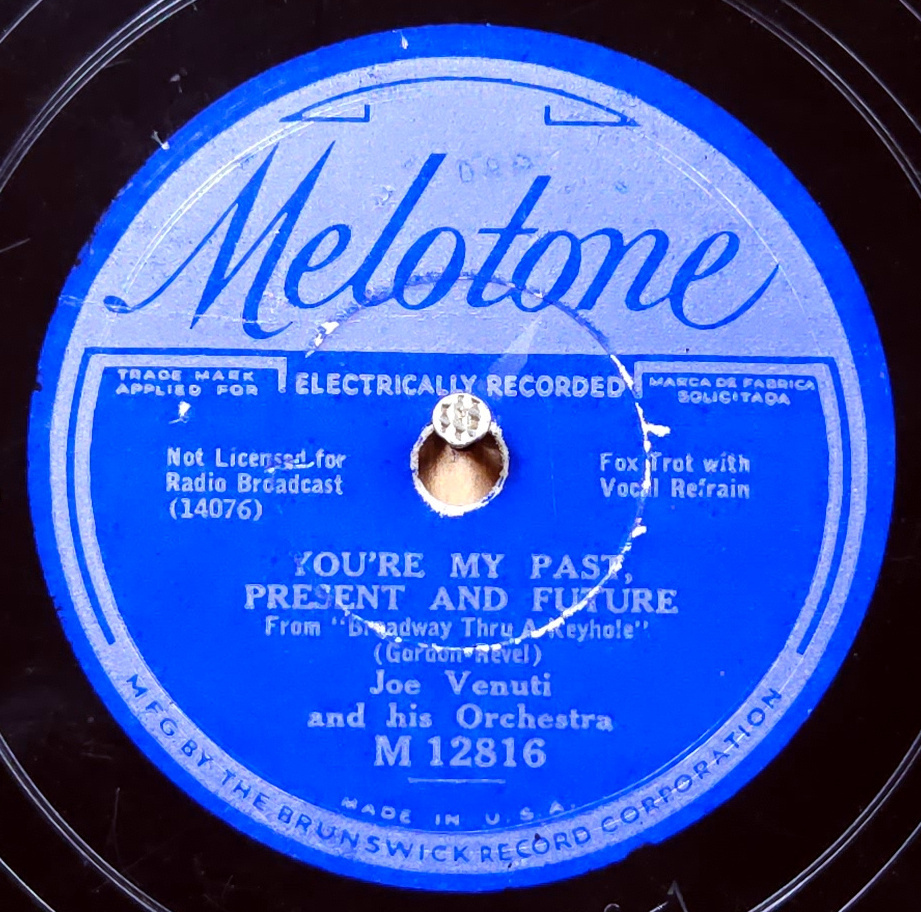 Melotone
TRADE MARK
APPLIED FOR
ELECTRICALLY RECORDED
MARCA DE FABRICA
SOLICITADA
Not Licensed for
Radio Broadcast
(14076)
Fox Trot with
Vocal Refrain
YOU'RE MY PAST,
PRESENT AND FUTURE
From "Broadway Thru A Keyhole"
(Gordon-Revel)
Joe Venuti
and his Orchestra
M 12816
MADE IN U.S.A.
MFG BY THE BRUNSWICK RECORD CORPORATION